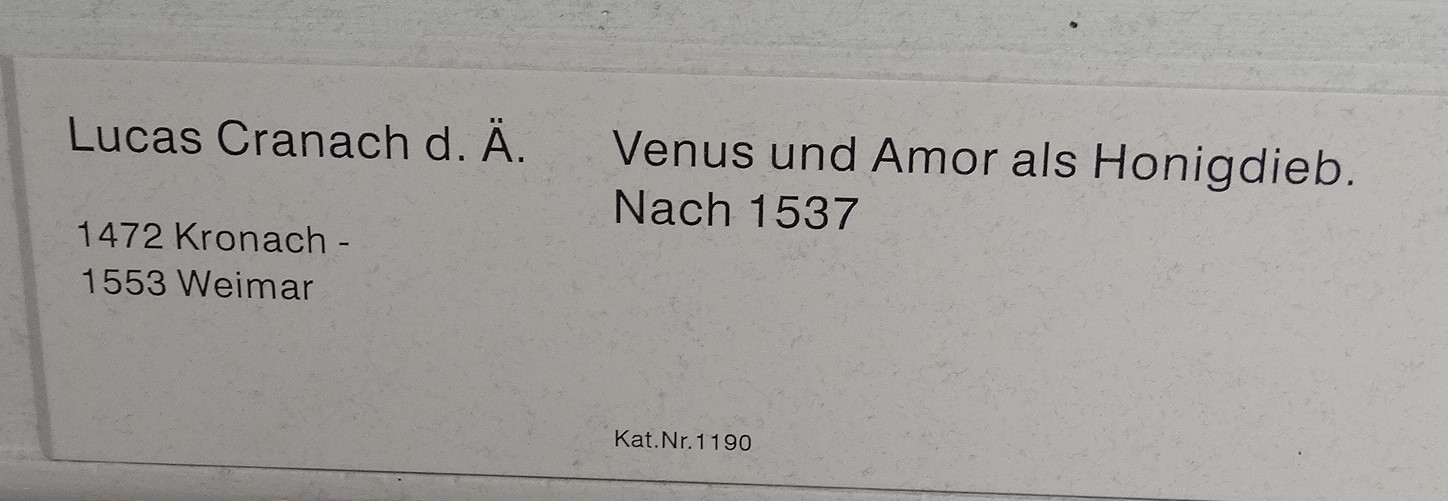 Lucas Cranach d. Ä.
1472 Kronach -
1553 Weimar
Venus und Amor als Honigdieb.
Nach 1537
Kat.Nr.1190